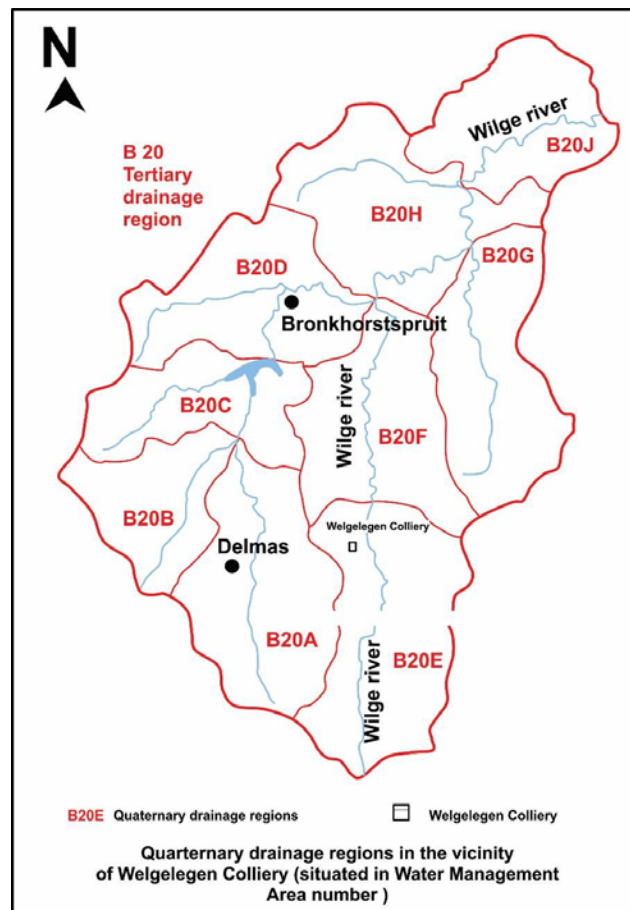 N
Wilge river
B20J
B 20
Tertiary
drainage
region
B20H
B20G
B20D
Bronkhorstspruit
Wilge river
B20C
B20F
B20B
Welgelegen Colliery
Delmas
B20A
B20E
Wilge river
B20E Quaternary drainage regions
Welgelegen Colliery
Quarternary drainage regions in the vicinity
of Welgelegen Colliery (situated in Water Management
Area number )